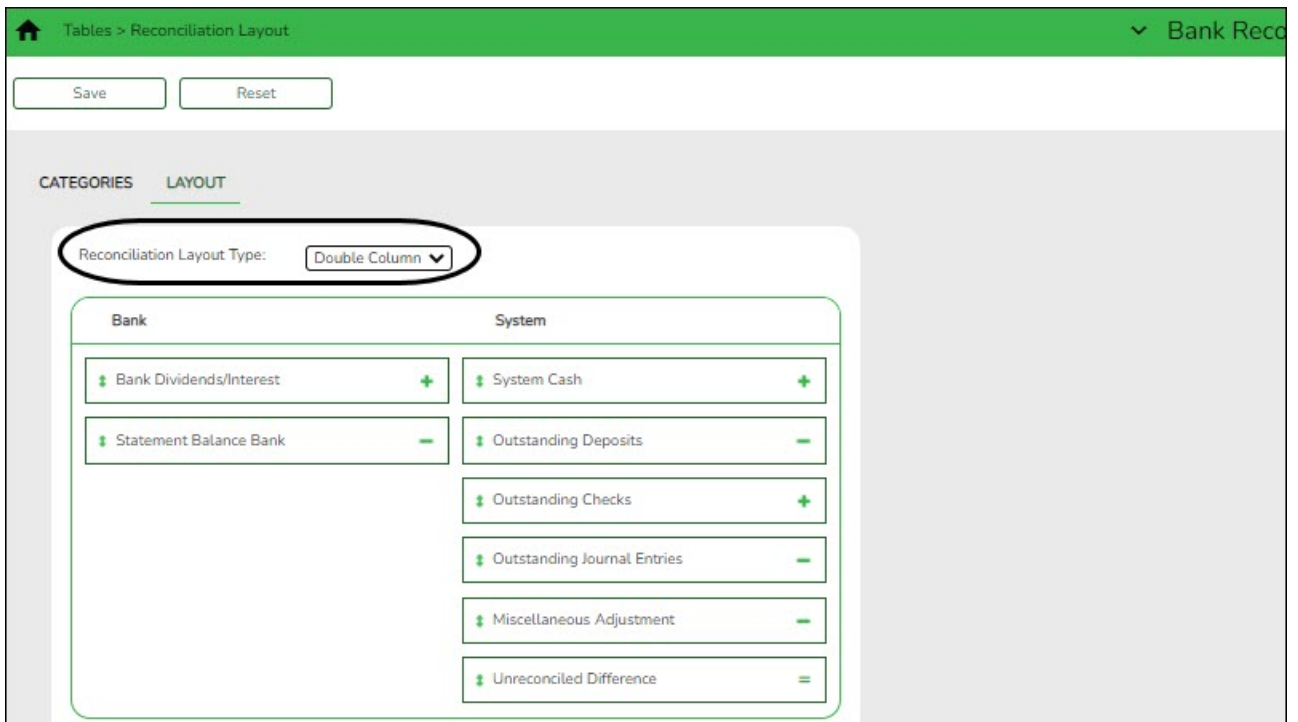 Tables > Reconciliation Layout
Bank Reco
Save Reset
CATEGORIES LAYOUT
Reconciliation Layout Type: Double Column
Bank System
Bank Dividends/Interest + System Cash +
Statement Balance Bank − Outstanding Deposits −
Outstanding Checks +
Outstanding Journal Entries −
Miscellaneous Adjustment −
Unreconciled Difference =